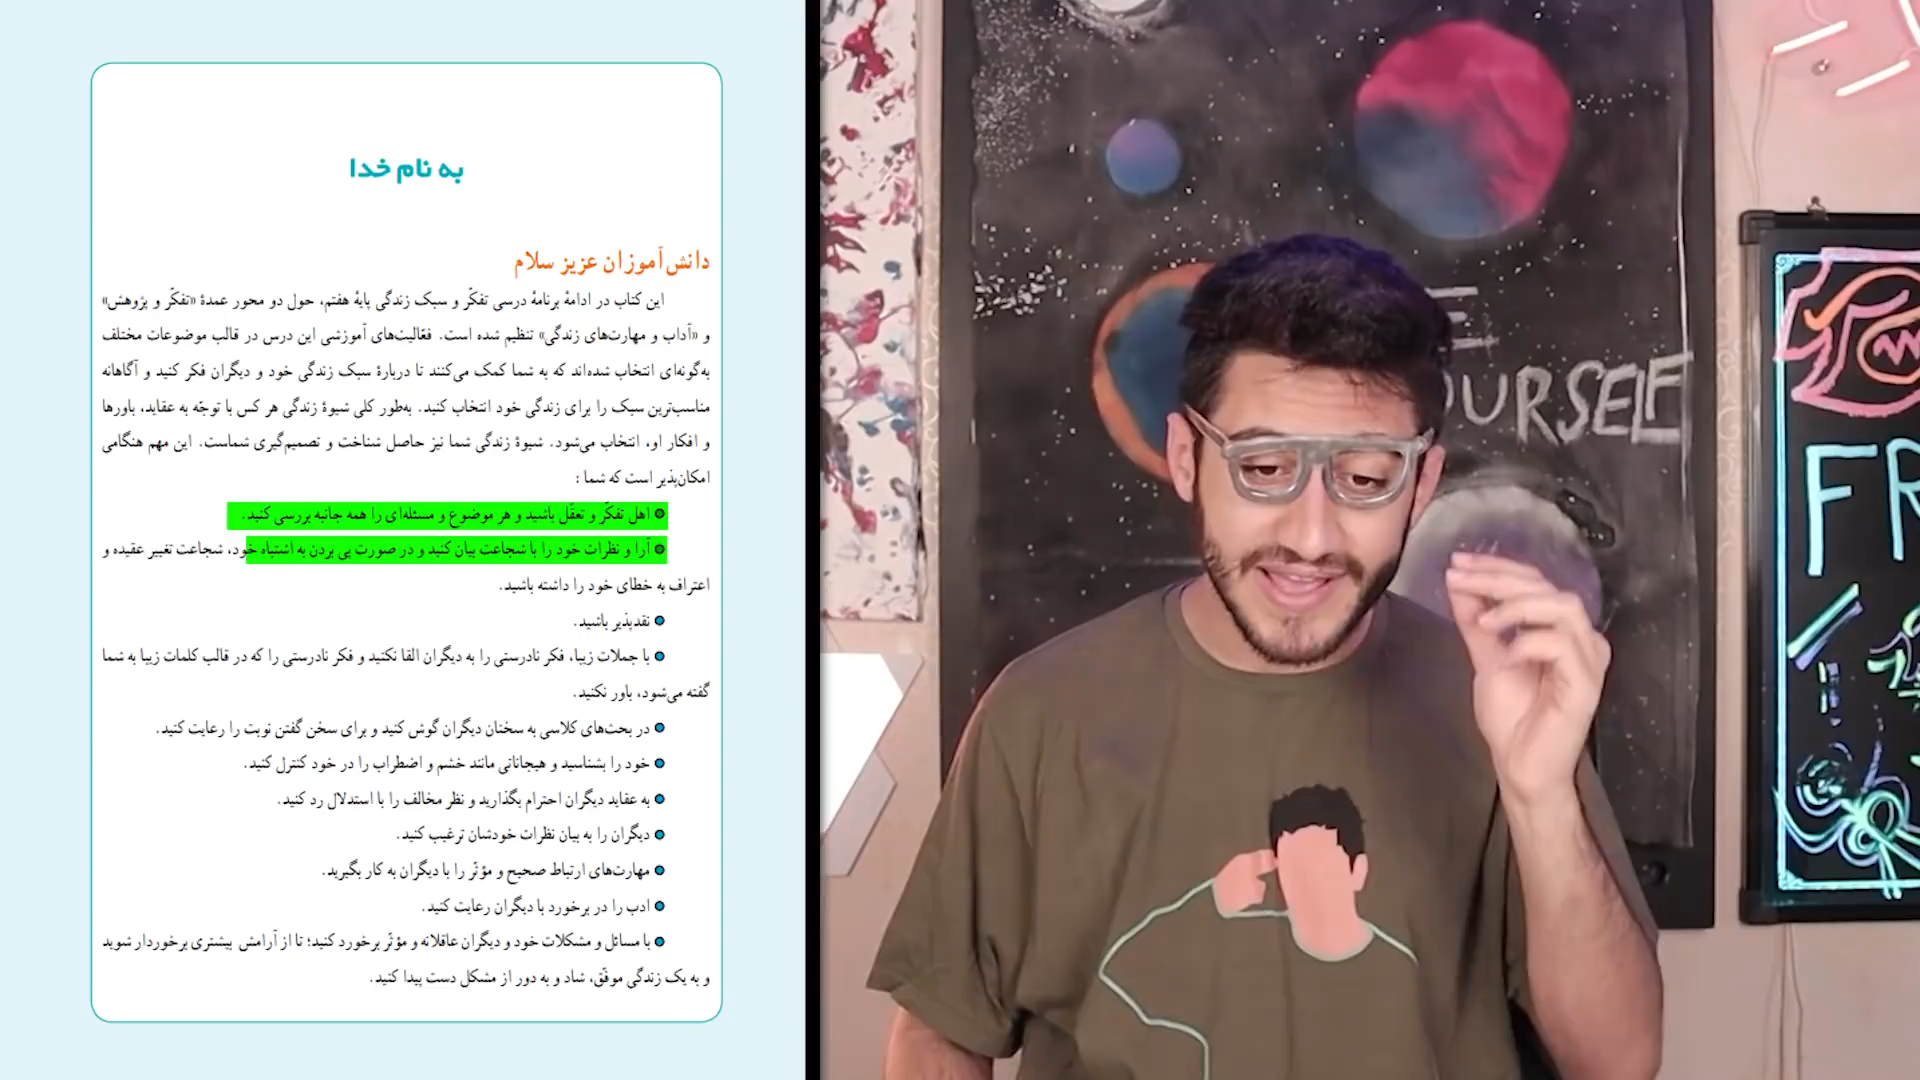 به نام خدا
دانش‌آموزان عزیز سلام
این کتاب در ادامهٔ برنامهٔ درسی تفکّر و سبک زندگی پایهٔ هفتم، حول دو محور عمدهٔ «تفکّر و پژوهش»
و «آداب و مهارت‌های زندگی» تنظیم شده است. فعّالیت‌های آموزشی این درس در قالب موضوعات مختلف
به‌گونه‌ای انتخاب شده‌اند که به شما کمک می‌کنند تا دربارهٔ سبک زندگی خود و دیگران فکر کنید و آگاهانه
مناسب‌ترین سبک را برای زندگی خود انتخاب کنید. به‌طور کلی شیوهٔ زندگی هر کس با توجّه به عقاید، باورها
و افکار او، انتخاب می‌شود. شیوهٔ زندگی شما نیز حاصل شناخت و تصمیم‌گیری شماست. این مهم هنگامی
امکان‌پذیر است که شما :
اهل تفکّر و تعقّل باشید و هر موضوع و مسئله‌ای را همه جانبه بررسی کنید.
آرا و نظرات خود را با شجاعت بیان کنید و در صورت پی بردن به اشتباه خود، شجاعت تغییر عقیده و
اعتراف به خطای خود را داشته باشید.
نقدپذیر باشید.
با جملات زیبا، فکر نادرستی را به دیگران القا نکنید و فکر نادرستی را که در قالب کلمات زیبا به شما
گفته می‌شود، باور نکنید.
در بحث‌های کلاسی به سخنان دیگران گوش کنید و برای سخن گفتن نوبت را رعایت کنید.
خود را بشناسید و هیجاناتی مانند خشم و اضطراب را در خود کنترل کنید.
به عقاید دیگران احترام بگذارید و نظر مخالف را با استدلال رد کنید.
دیگران را به بیان نظرات خودشان ترغیب کنید.
مهارت‌های ارتباط صحیح و مؤثّر را با دیگران به کار بگیرید.
ادب را در برخورد با دیگران رعایت کنید.
با مسائل و مشکلات خود و دیگران عاقلانه و مؤثّر برخورد کنید؛ تا از آرامش بیشتری برخوردار شوید
و به یک زندگی موفّق، شاد و به دور از مشکل دست پیدا کنید.
OURSELF
FR